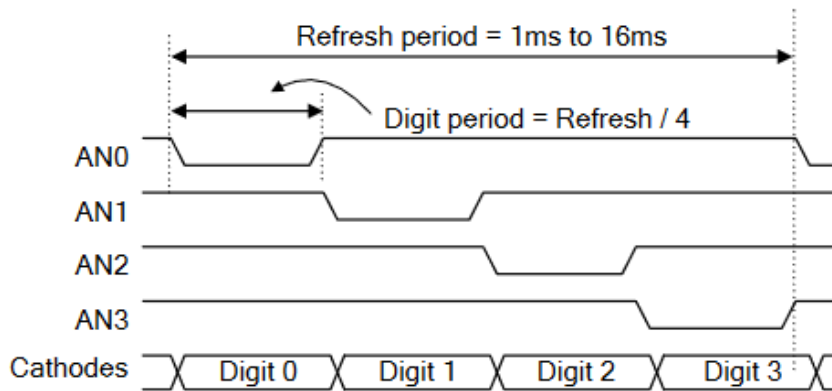 Refresh period = 1ms to 16ms
Digit period = Refresh / 4
AN0
AN1
AN2
AN3
Cathodes Digit 0 Digit 1 Digit 2 Digit 3